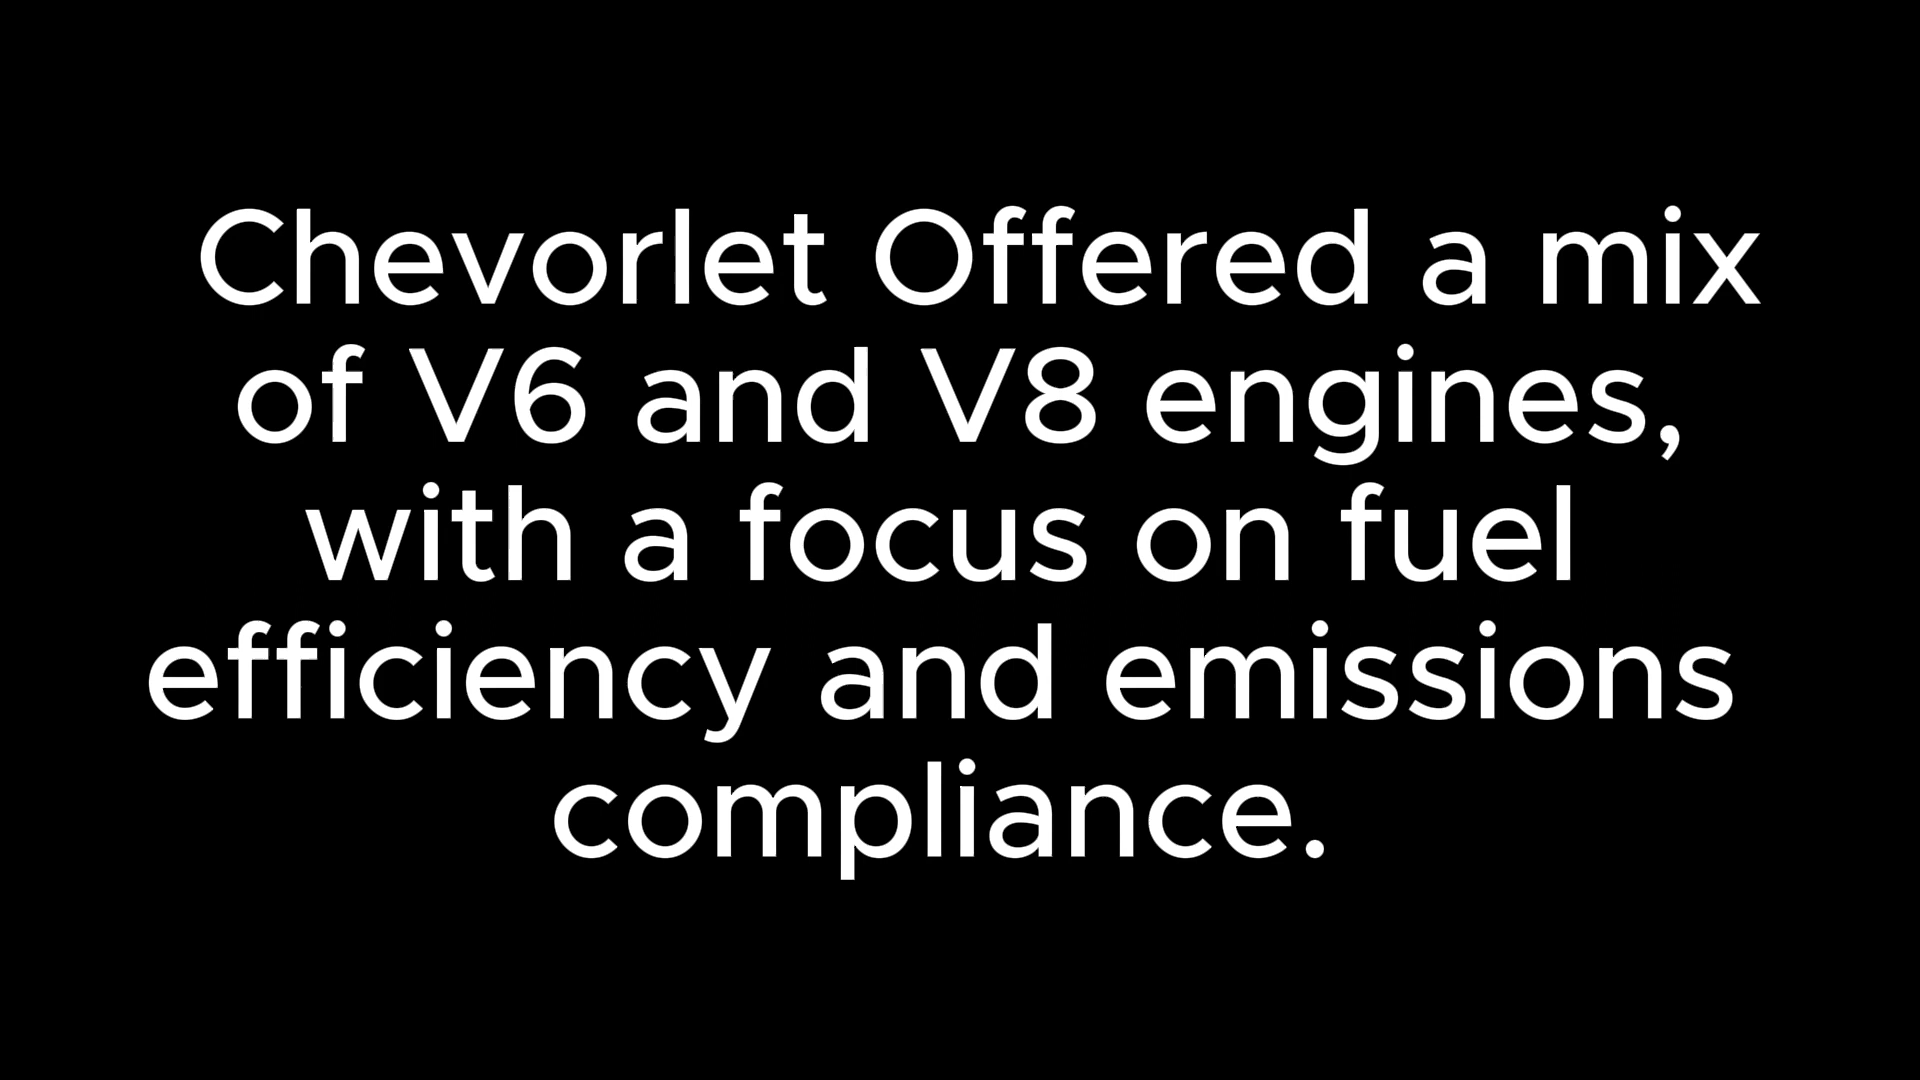 Chevorlet Offered a mix
of V6 and V8 engines,
with a focus on fuel
efficiency and emissions
compliance.